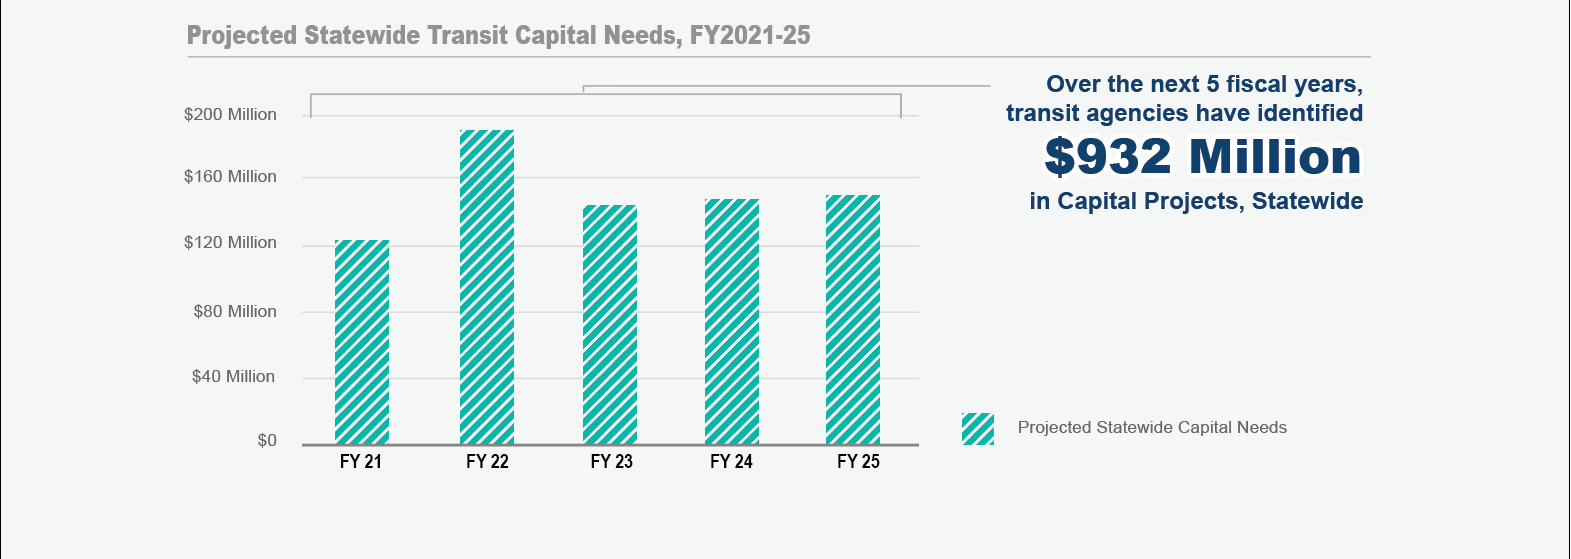 Projected Statewide Transit Capital Needs, FY2021-25
Over the next 5 fiscal years,
transit agencies have identified
$932 Million
in Capital Projects, Statewide
$200 Million
$160 Million
$120 Million
$80 Million
$40 Million
$0
FY 21
FY 22
FY 23
FY 24
FY 25
Projected Statewide Capital Needs